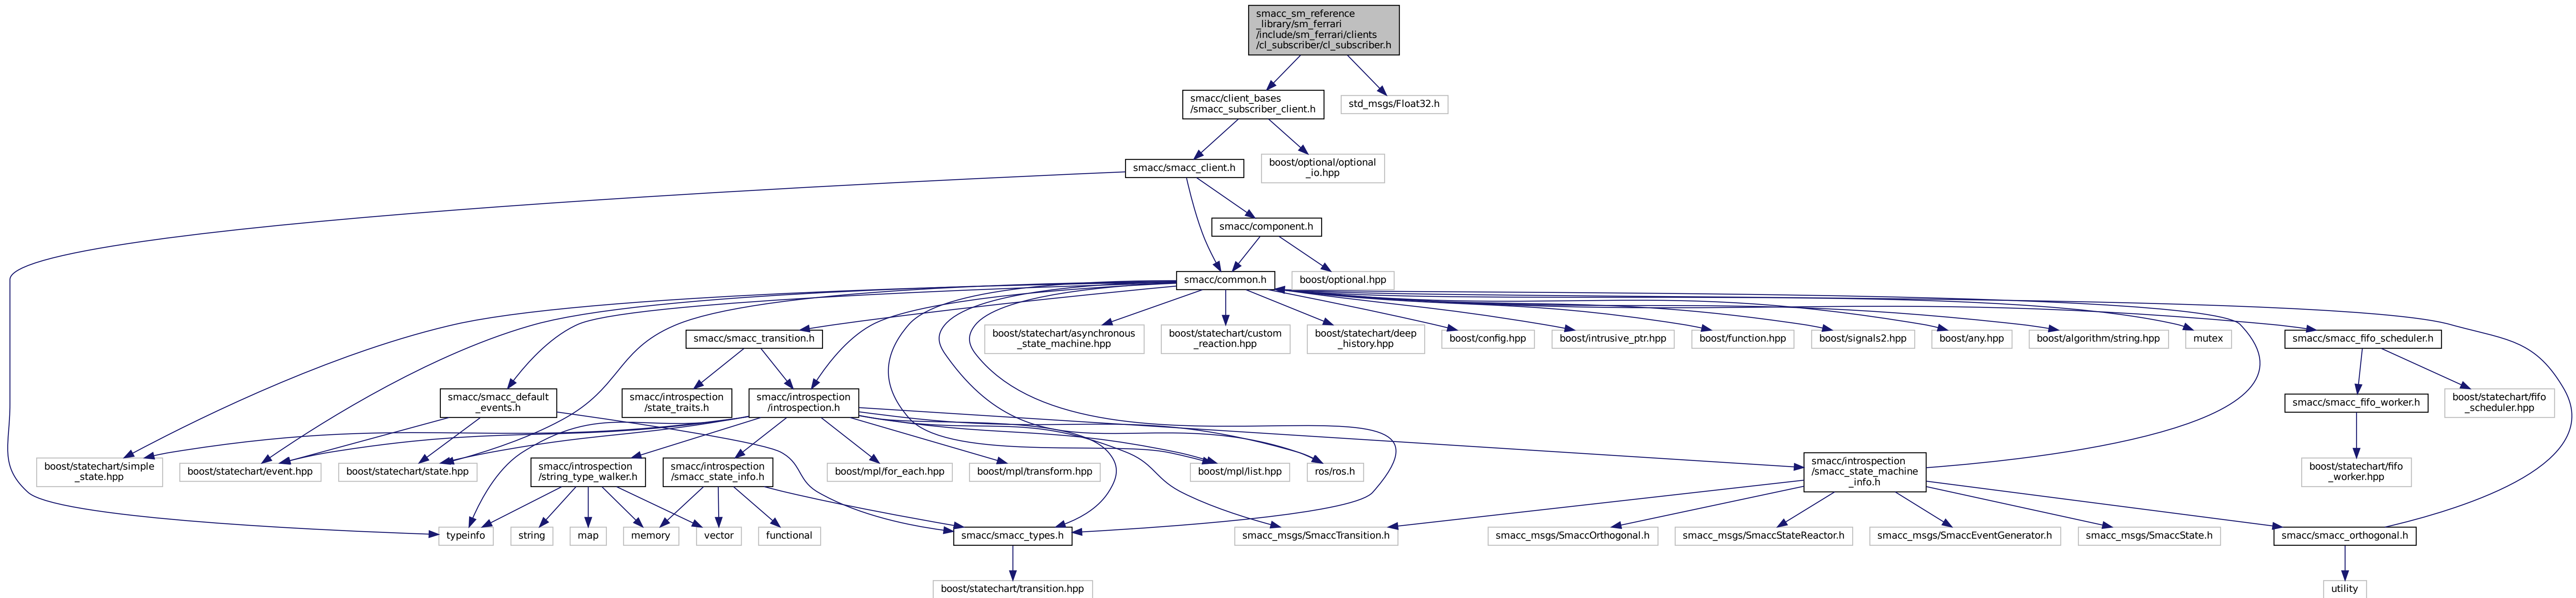 smacc_sm_reference
_library/sm_ferrari
/include/sm_ferrari/clients
/cl_subscriber/cl_subscriber.h
smacc/client_bases
/smacc_subscriber_client.h
std_msgs/Float32.h
smacc/smacc_client.h
boost/optional/optional
_io.hpp
smacc/component.h
smacc/common.h
boost/optional.hpp
smacc/smacc_transition.h
boost/statechart/asynchronous
_state_machine.hpp
boost/statechart/custom
_reaction.hpp
boost/statechart/deep
_history.hpp
boost/config.hpp
boost/intrusive_ptr.hpp
boost/function.hpp
boost/signals2.hpp
boost/any.hpp
boost/algorithm/string.hpp
mutex
smacc/smacc_fifo_scheduler.h
smacc/smacc_default
_events.h
smacc/introspection
/state_traits.h
smacc/introspection
/introspection.h
smacc/smacc_fifo_worker.h
boost/statechart/fifo
_scheduler.hpp
boost/statechart/simple
_state.hpp
boost/statechart/event.hpp
boost/statechart/state.hpp
smacc/introspection
/string_type_walker.h
smacc/introspection
/smacc_state_info.h
boost/mpl/for_each.hpp
boost/mpl/transform.hpp
boost/mpl/list.hpp
ros/ros.h
smacc/introspection
/smacc_state_machine
_info.h
boost/statechart/fifo
_worker.hpp
typeinfo
string
map
memory
vector
functional
smacc/smacc_types.h
smacc_msgs/SmaccTransition.h
smacc_msgs/SmaccOrthogonal.h
smacc_msgs/SmaccStateReactor.h
smacc_msgs/SmaccEventGenerator.h
smacc_msgs/SmaccState.h
smacc/smacc_orthogonal.h
boost/statechart/transition.hpp
utility